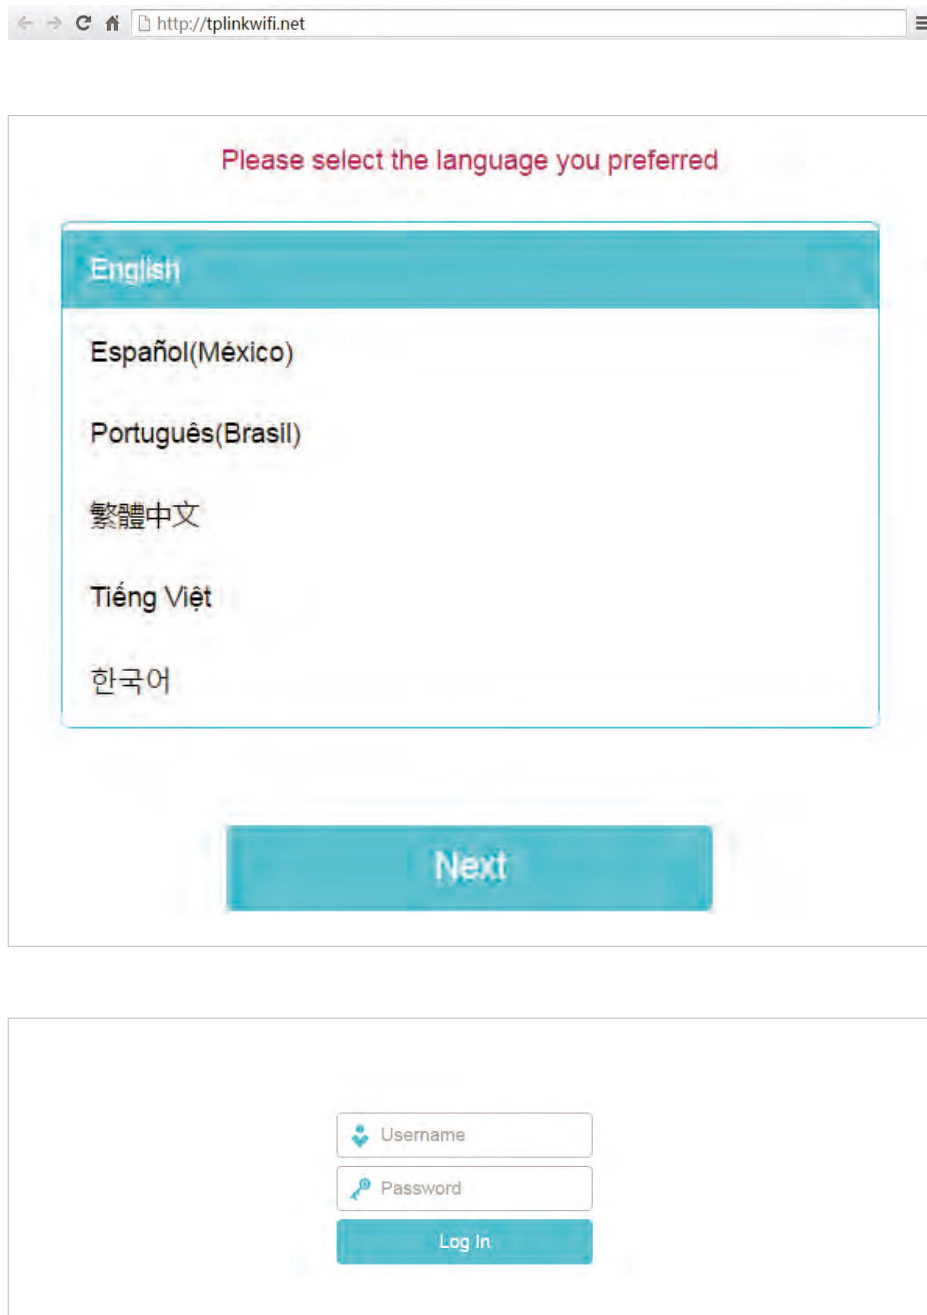 http://tplinkwifi.net
Please select the language you preferred
English
Español(México)
Português(Brasil)
繁體中文
Tiếng Việt
한국어
Next
Username
Password
Log In